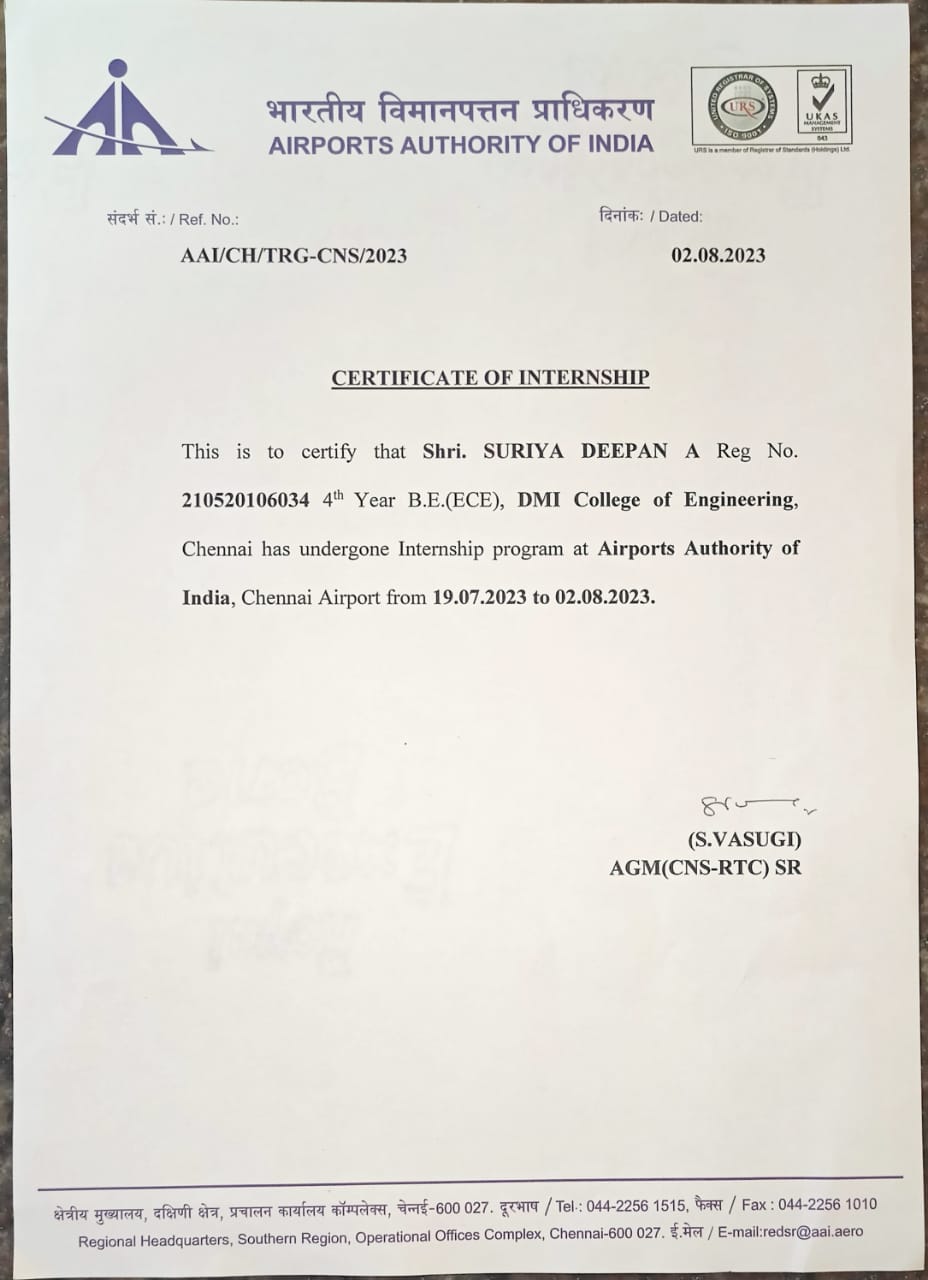 भारतीय विमानपत्तन प्राधिकरण
AIRPORTS AUTHORITY OF INDIA
UNITED REGISTRAR OF SYSTEMS
URS
ISO 9001
UKAS
MANAGEMENT
SYSTEMS
043
URS is a member of Registrar of Standards (Holdings) Ltd.
संदर्भ सं.: / Ref. No.:
दिनांक: / Dated:
AAI/CH/TRG-CNS/2023
02.08.2023
CERTIFICATE OF INTERNSHIP
This is to certify that Shri. SURIYA DEEPAN A Reg No.
210520106034 4th Year B.E.(ECE), DMI College of Engineering,
Chennai has undergone Internship program at Airports Authority of
India, Chennai Airport from 19.07.2023 to 02.08.2023.
(S.VASUGI)
AGM(CNS-RTC) SR
क्षेत्रीय मुख्यालय, दक्षिणी क्षेत्र, प्रचालन कार्यालय कॉम्पलेक्स, चेन्नई-600 027. दूरभाष / Tel.: 044-2256 1515, फैक्स / Fax : 044-2256 1010
Regional Headquarters, Southern Region, Operational Offices Complex, Chennai-600 027. ई.मेल / E-mail:redsr@aai.aero